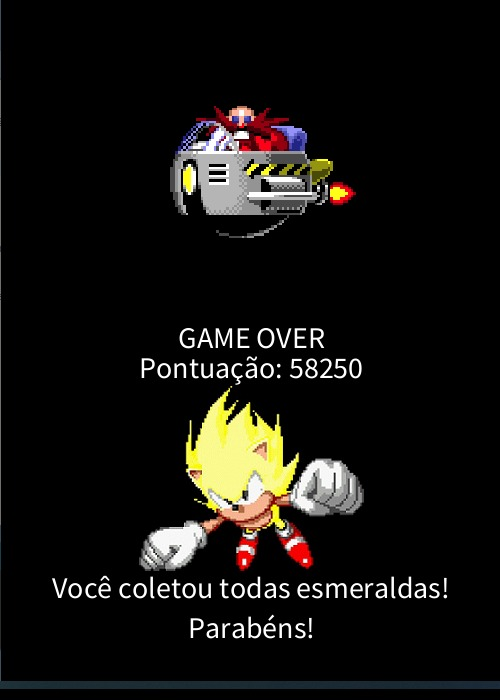 GAME OVER
Pontuação: 58250
Você coletou todas esmeraldas!
Parabéns!